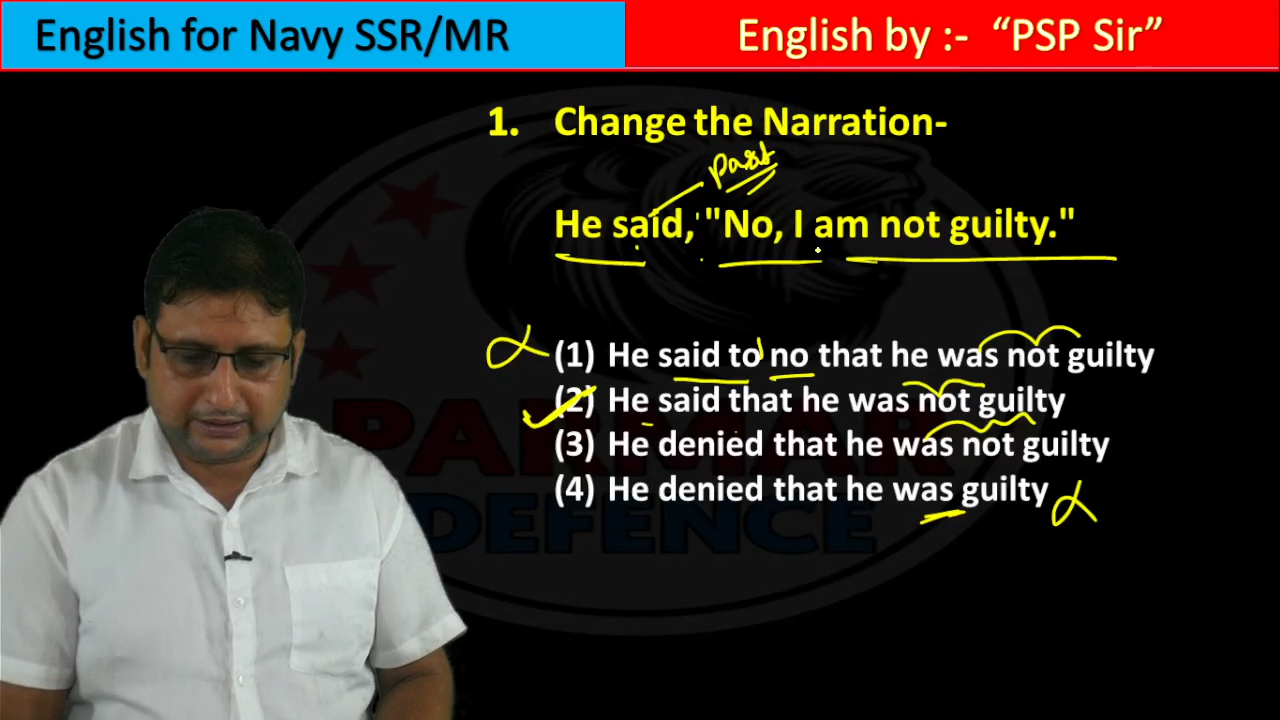 English for Navy SSR/MR
English by :- “PSP Sir”
1. Change the Narration-
past
He said, "No, I am not guilty."
(1) He said to no that he was not guilty
(2) He said that he was not guilty
(3) He denied that he was not guilty
(4) He denied that he was guilty
PARMAR
DEFENCE